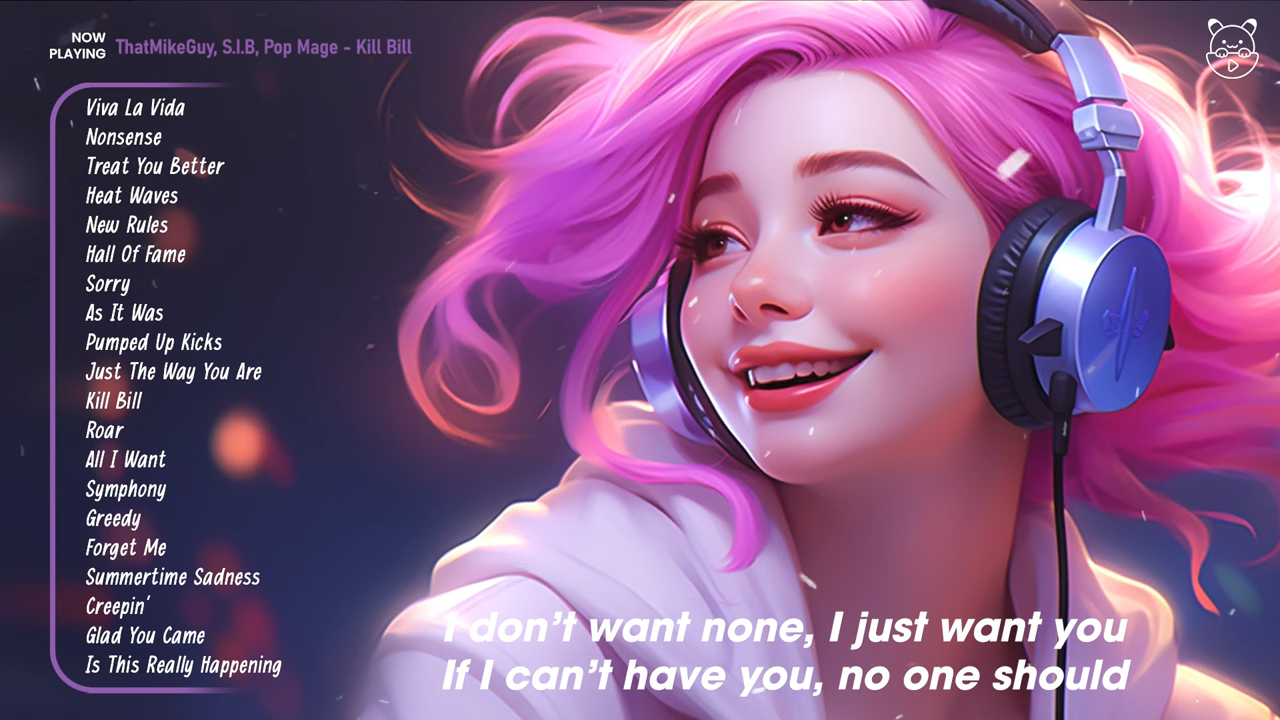 NOW
PLAYING
ThatMikeGuy, S.I.B, Pop Mage - Kill Bill
Viva La Vida
Nonsense
Treat You Better
Heat Waves
New Rules
Hall Of Fame
Sorry
As It Was
Pumped Up Kicks
Just The Way You Are
Kill Bill
Roar
All I Want
Symphony
Greedy
Forget Me
Summertime Sadness
Creepin'
Glad You Came
Is This Really Happening
I don't want none, I just want you
If I can't have you, no one should